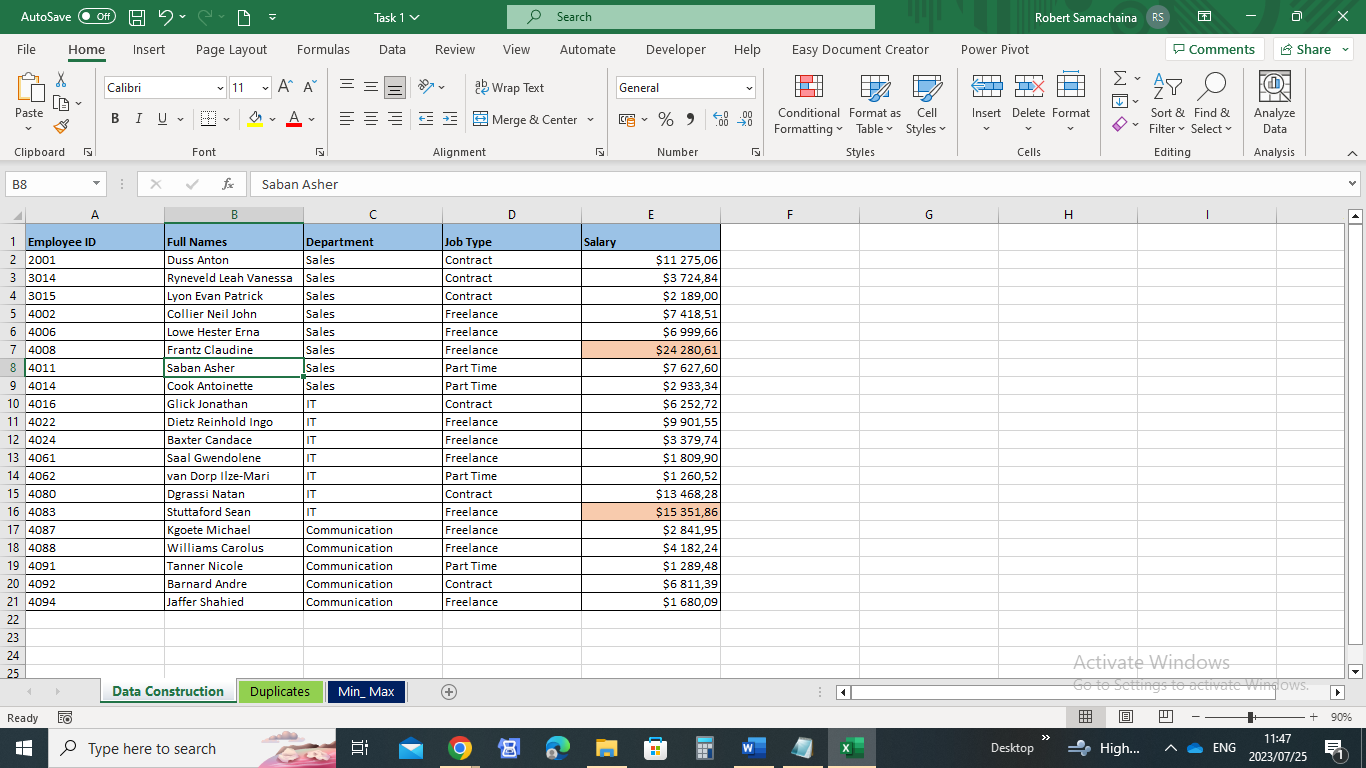 AutoSave Off Task 1 Search Robert Samachaina RS
File Home Insert Page Layout Formulas Data Review View Automate Developer Help Easy Document Creator Power Pivot Comments Share
Calibri 11 A A ab Wrap Text General
Paste B I U A Merge & Center % Conditional Formatting Format as Table Cell Styles Insert Delete Format Sort & Filter Find & Select Analyze Data
Clipboard Font Alignment Number Styles Cells Editing Analysis
B8 fx Saban Asher
A B C D E F G H I
1 Employee ID Full Names Department Job Type Salary
2 2001 Duss Anton Sales Contract $11 275,06
3 3014 Ryneveld Leah Vanessa Sales Contract $3 724,84
4 3015 Lyon Evan Patrick Sales Contract $2 189,00
5 4002 Collier Neil John Sales Freelance $7 418,51
6 4006 Lowe Hester Erna Sales Freelance $6 999,66
7 4008 Frantz Claudine Sales Freelance $24 280,61
8 4011 Saban Asher Sales Part Time $7 627,60
9 4014 Cook Antoinette Sales Part Time $2 933,34
10 4016 Glick Jonathan IT Contract $6 252,72
11 4022 Dietz Reinhold Ingo IT Freelance $9 901,55
12 4024 Baxter Candace IT Freelance $3 379,74
13 4061 Saal Gwendolene IT Freelance $1 809,90
14 4062 van Dorp Ilze-Mari IT Part Time $1 260,52
15 4080 Dgrassi Natan IT Contract $13 468,28
16 4083 Stuttaford Sean IT Freelance $15 351,86
17 4087 Kgoete Michael Communication Freelance $2 841,95
18 4088 Williams Carolus Communication Freelance $4 182,24
19 4091 Tanner Nicole Communication Part Time $1 289,48
20 4092 Barnard Andre Communication Contract $6 811,39
21 4094 Jaffer Shahied Communication Freelance $1 680,09
22
23
24
25
Activate Windows
Go to Settings to activate Windows.
Data Construction Duplicates Min_ Max
Ready 90%
Type here to search Desktop High... ENG 11:47
2023/07/25 1